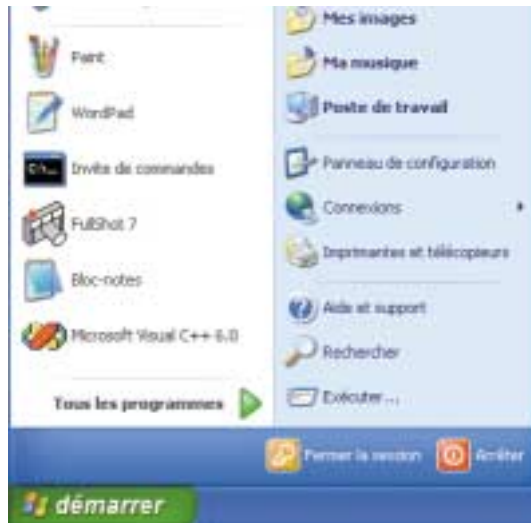 Paint
WordPad
C:\...
Invite de commandes
FullShot 7
Bloc-notes
Microsoft Visual C++ 6.0
Tous les programmes
Mes images
Ma musique
Poste de travail
Panneau de configuration
Connexions
Imprimantes et télécopieurs
Aide et support
Rechercher
Exécuter...
Fermer la session
Arrêter
démarrer